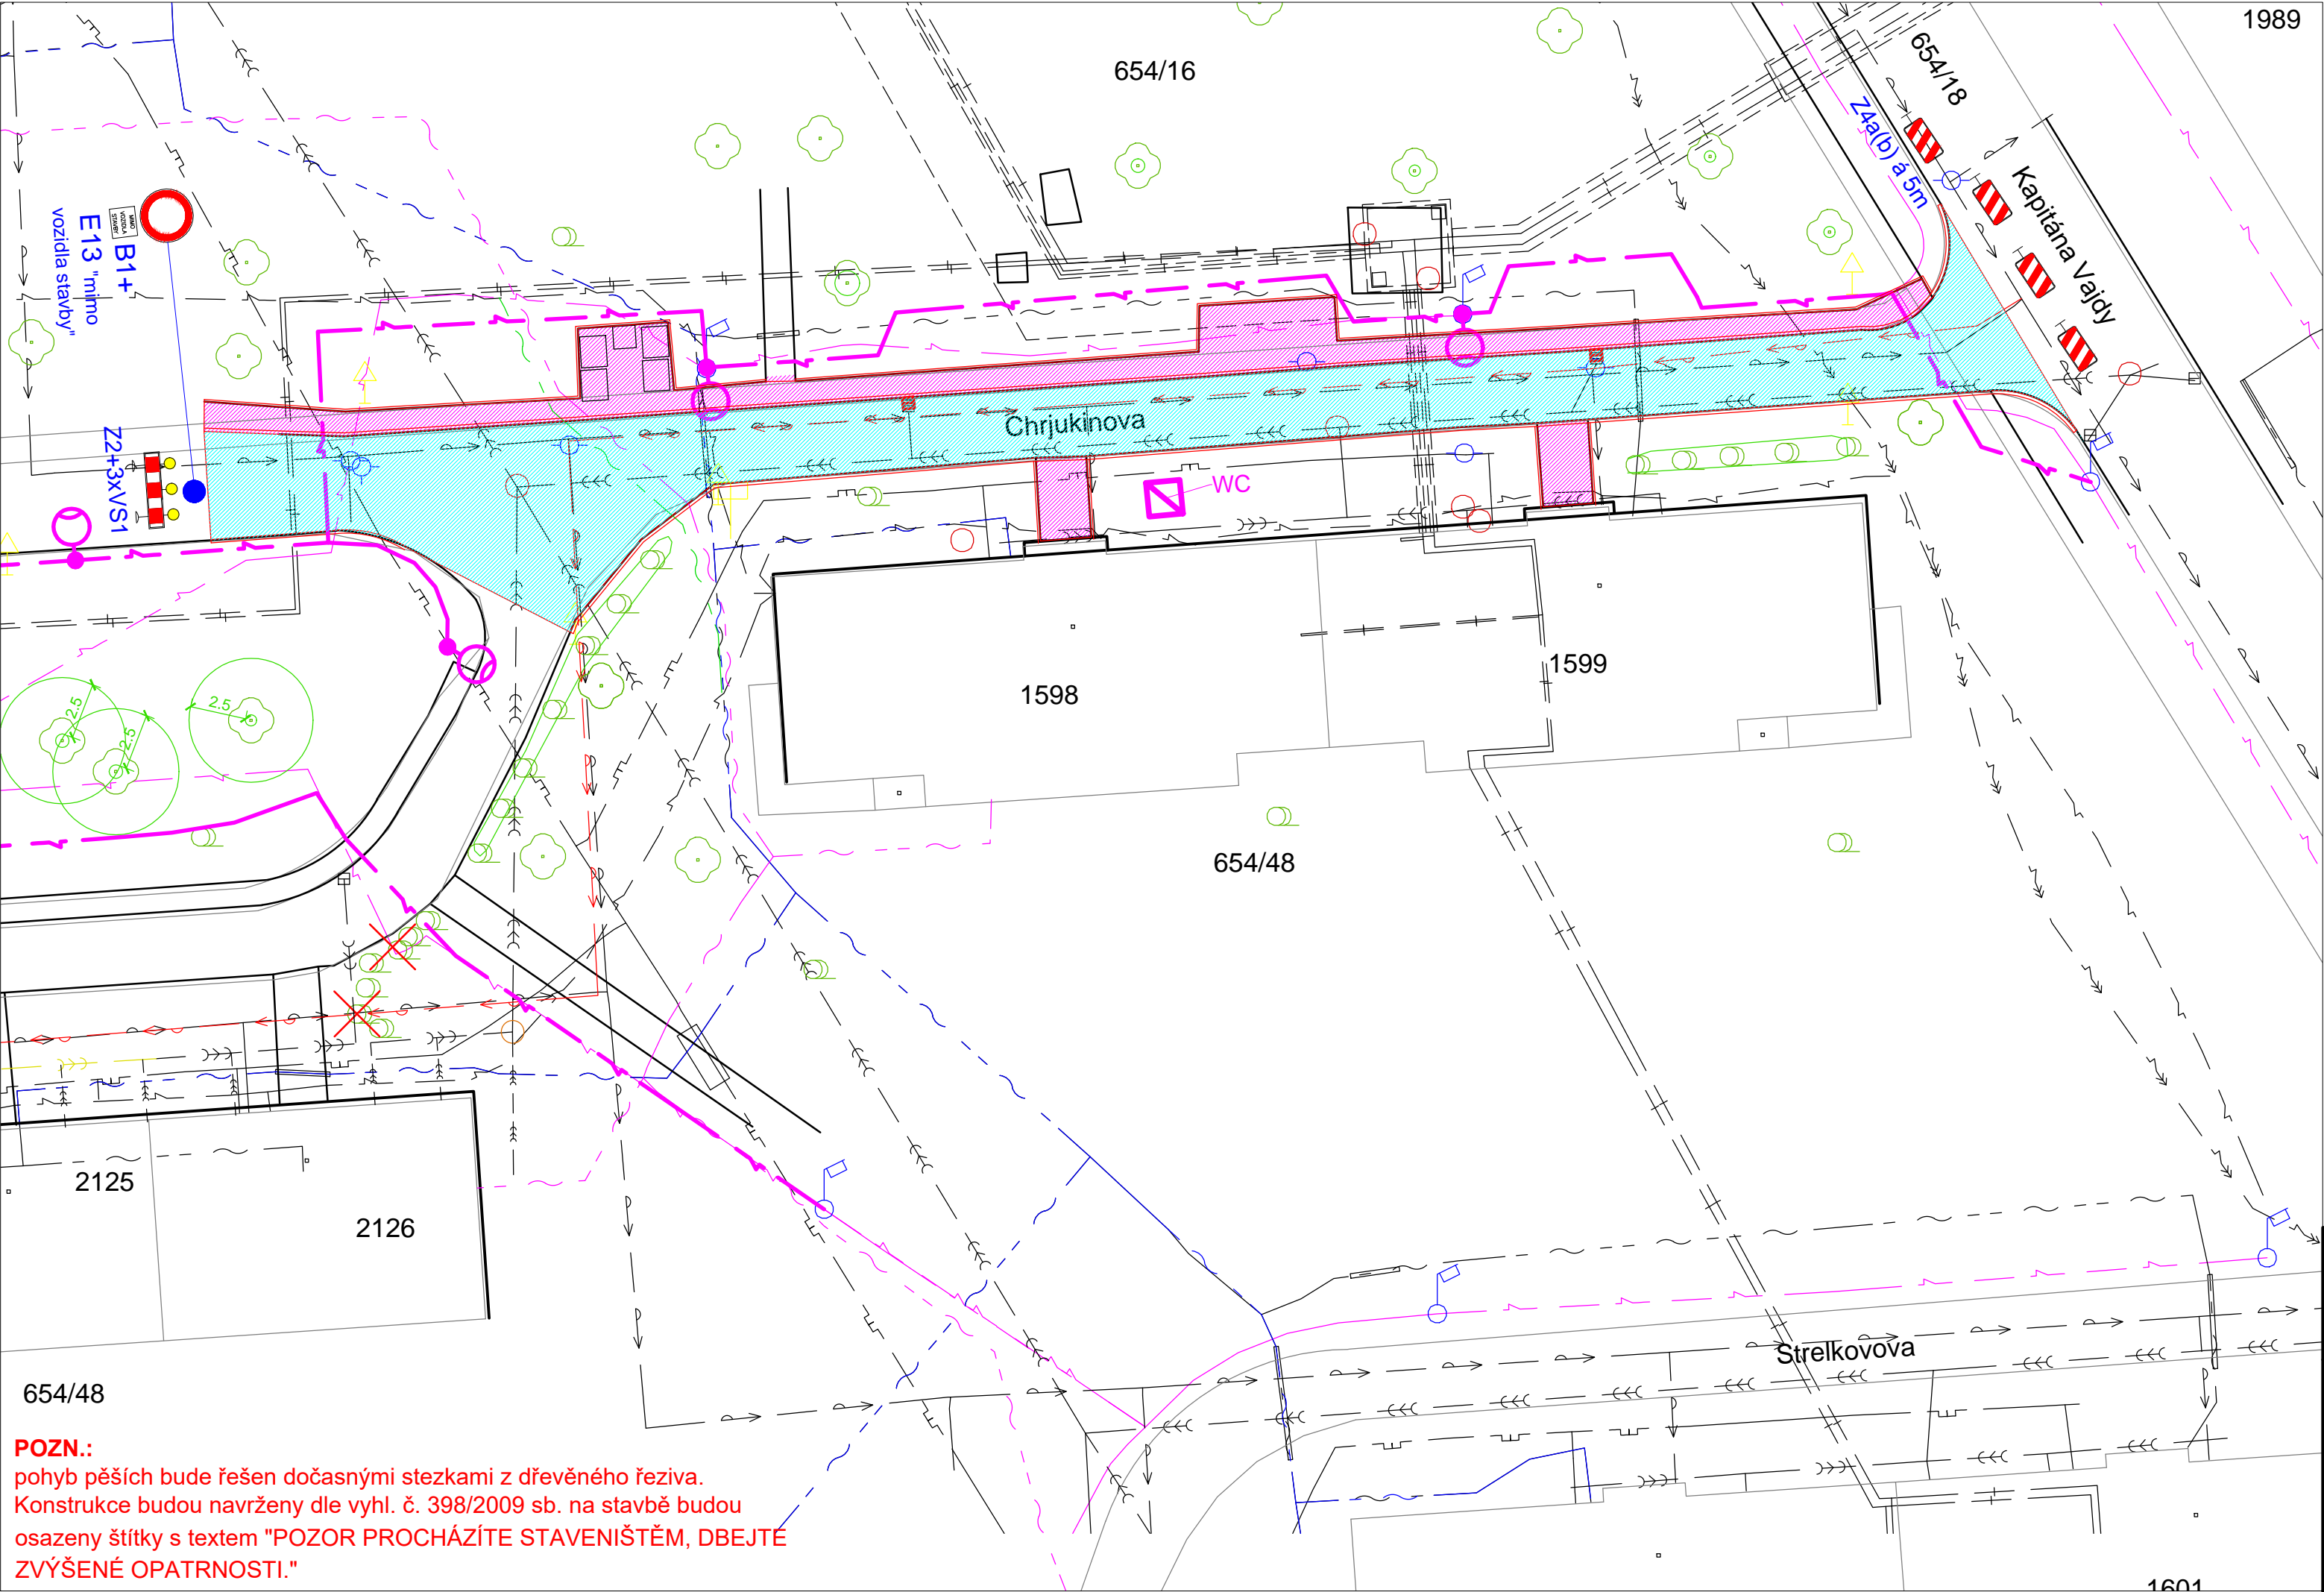 1989
654/16
654/18
Z4a(b) á 5m
Kapitána Vajdy
MIMO
VOZIDLA
STAVBY
B1+
E13 "mimo
vozidla stavby"
Z2+3xVS1
Chrjukinova
WC
1598
1599
2.5
2.5
2.5
654/48
2125
2126
Strelkovova
654/48
POZN.:
pohyb pěších bude řešen dočasnými stezkami z dřevěného řeziva.
Konstrukce budou navrženy dle vyhl. č. 398/2009 sb. na stavbě budou
osazeny štítky s textem "POZOR PROCHÁZÍTE STAVENIŠTĚM, DBEJTE
ZVÝŠENÉ OPATRNOSTI."
1601